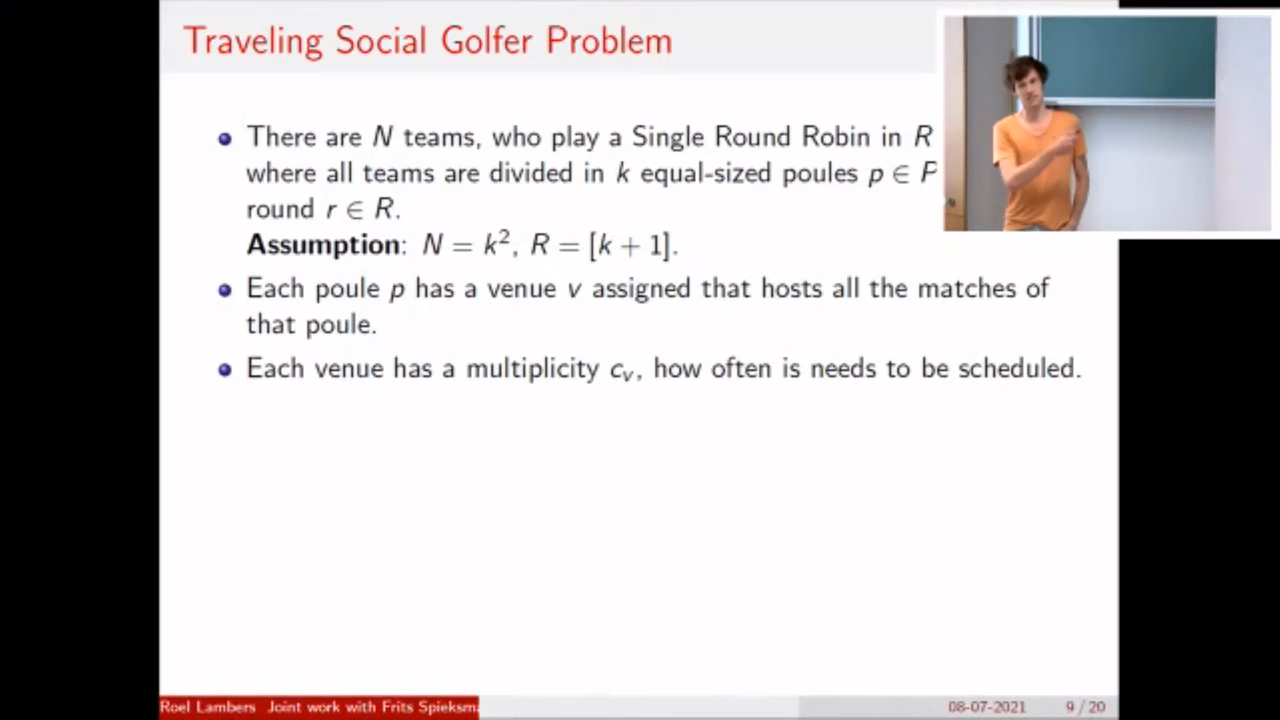 Traveling Social Golfer Problem
There are N teams, who play a Single Round Robin in R
where all teams are divided in k equal-sized poules p ∈ P
round r ∈ R.
Assumption: N = k², R = [k + 1].
Each poule p has a venue v assigned that hosts all the matches of
that poule.
Each venue has a multiplicity cᵥ, how often is needs to be scheduled.
Roel Lambers Joint work with Frits Spieksma
08-07-2021 9 / 20